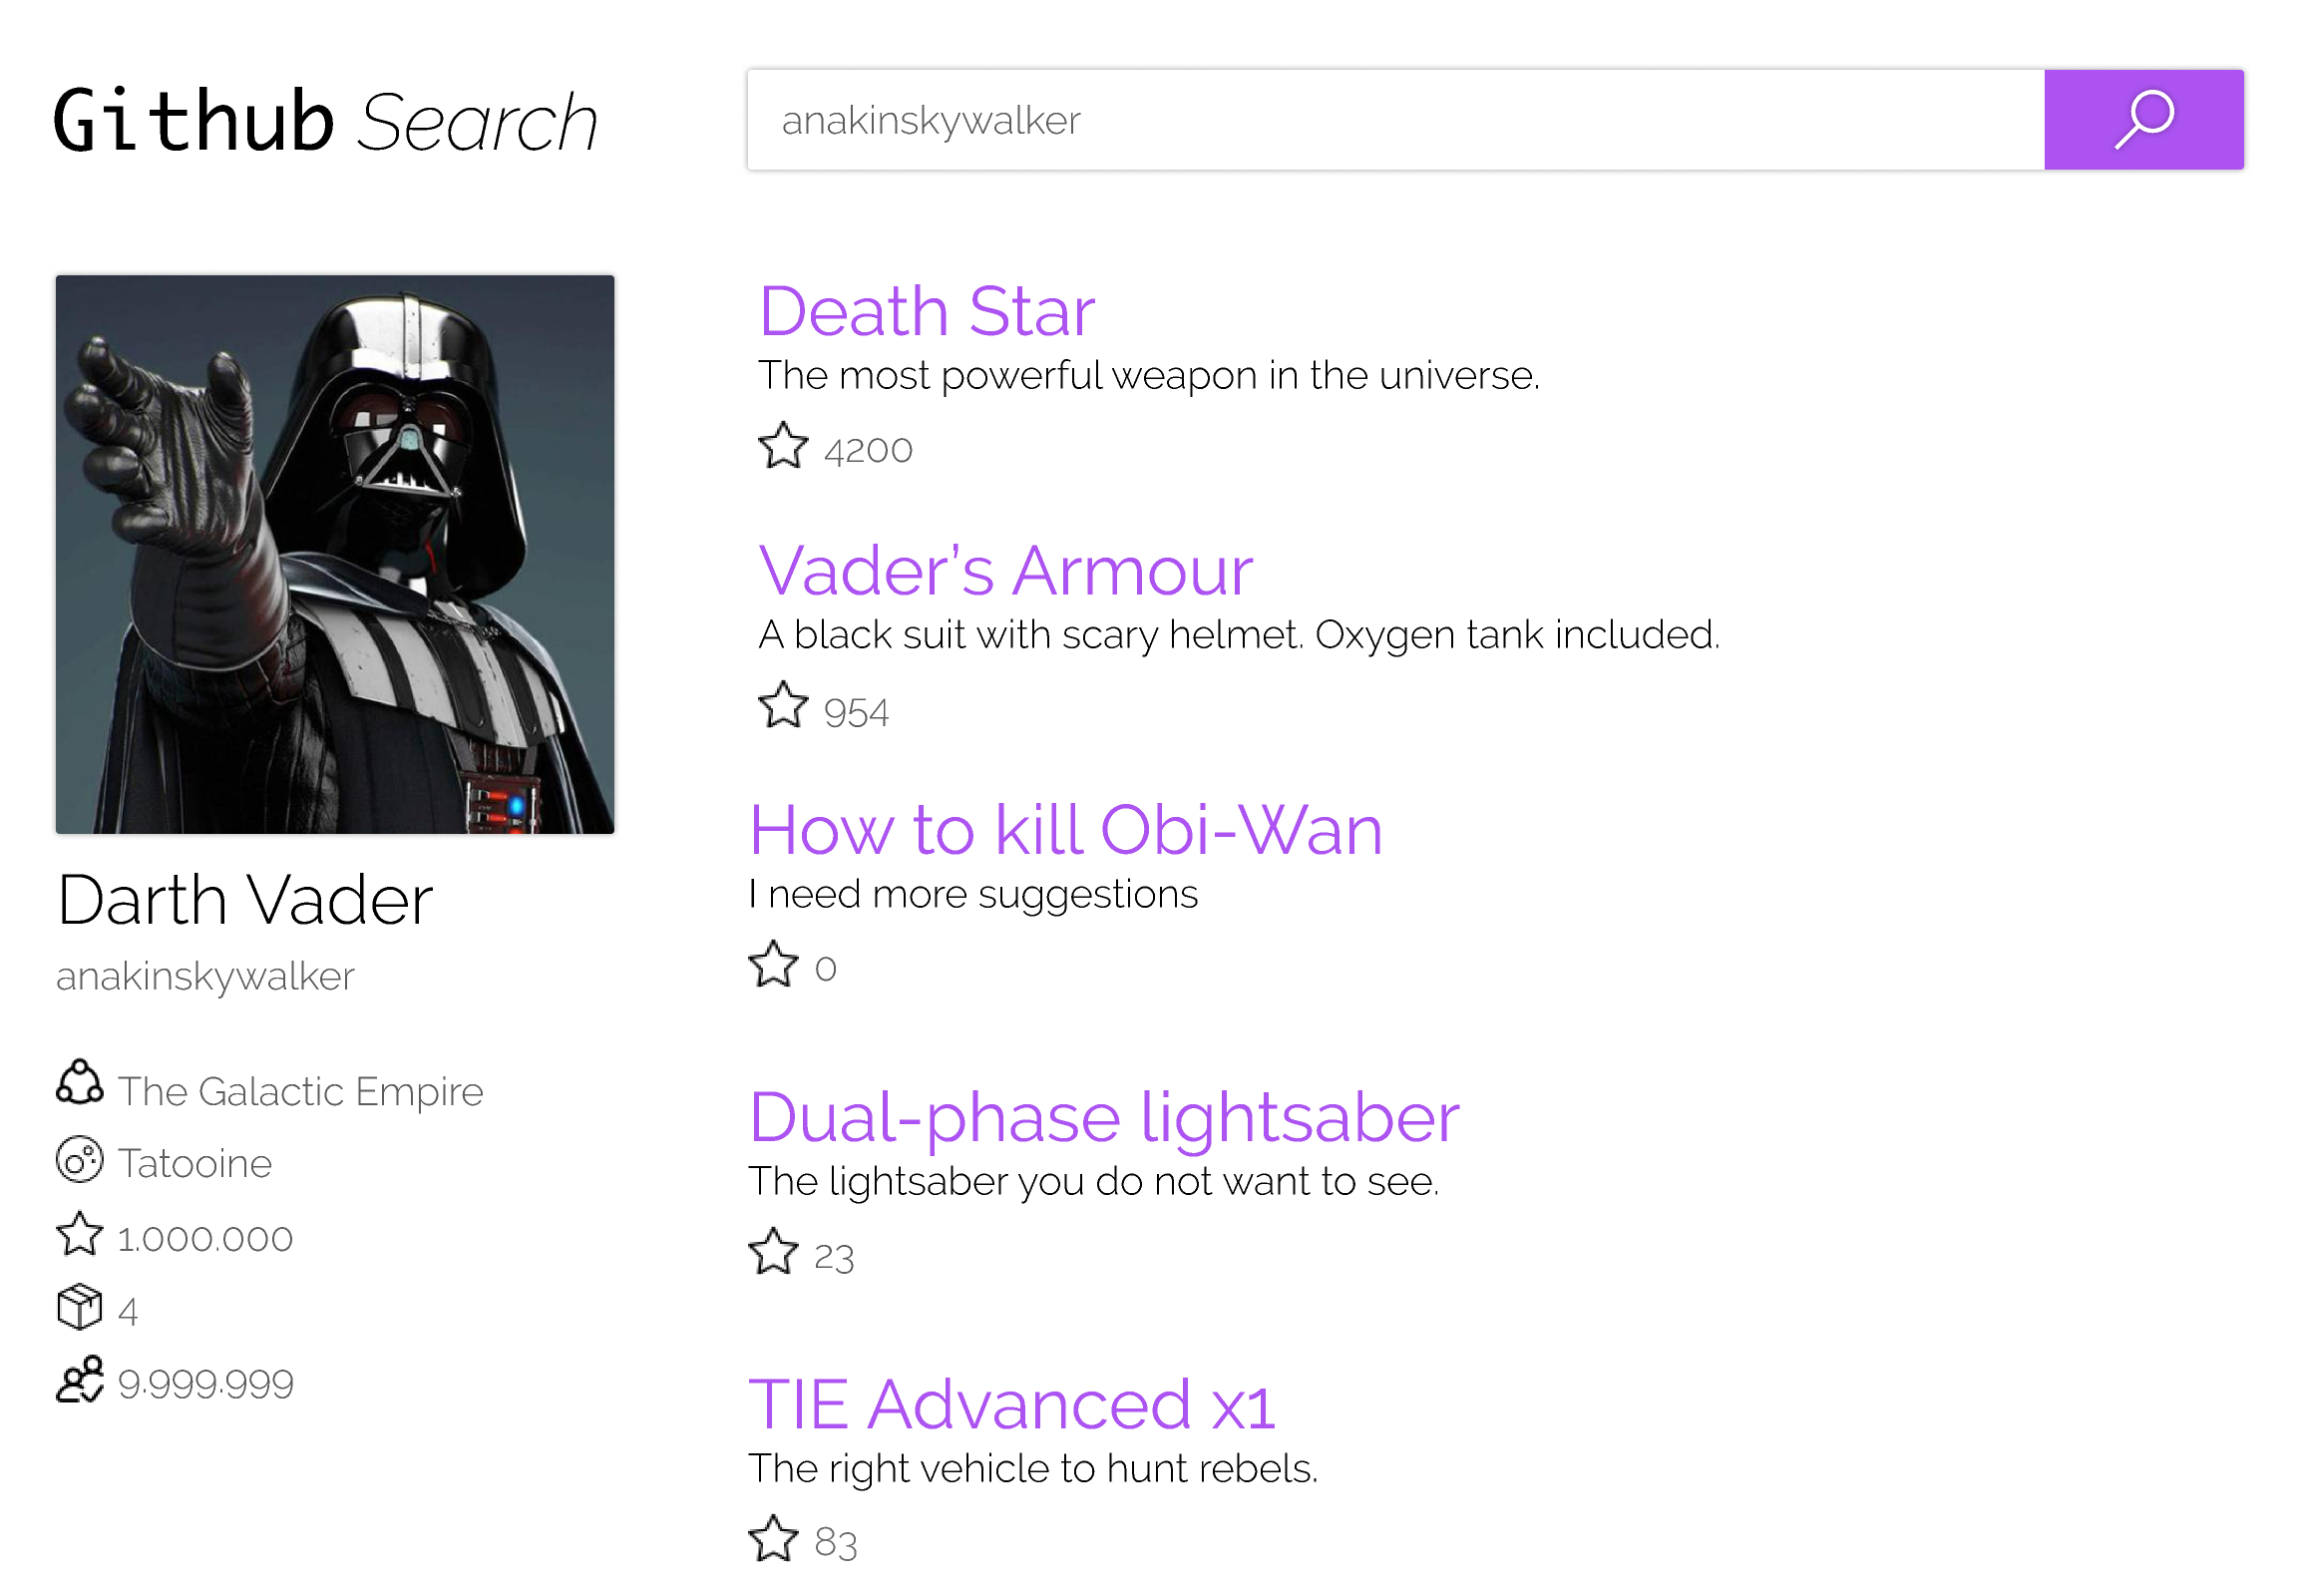 Github Search
anakinskywalker
Darth Vader
anakinskywalker
The Galactic Empire
Tatooine
1.000.000
4
9.999.999
Death Star
The most powerful weapon in the universe.
4200
Vader’s Armour
A black suit with scary helmet. Oxygen tank included.
954
How to kill Obi-Wan
I need more suggestions
0
Dual-phase lightsaber
The lightsaber you do not want to see.
23
TIE Advanced x1
The right vehicle to hunt rebels.
83